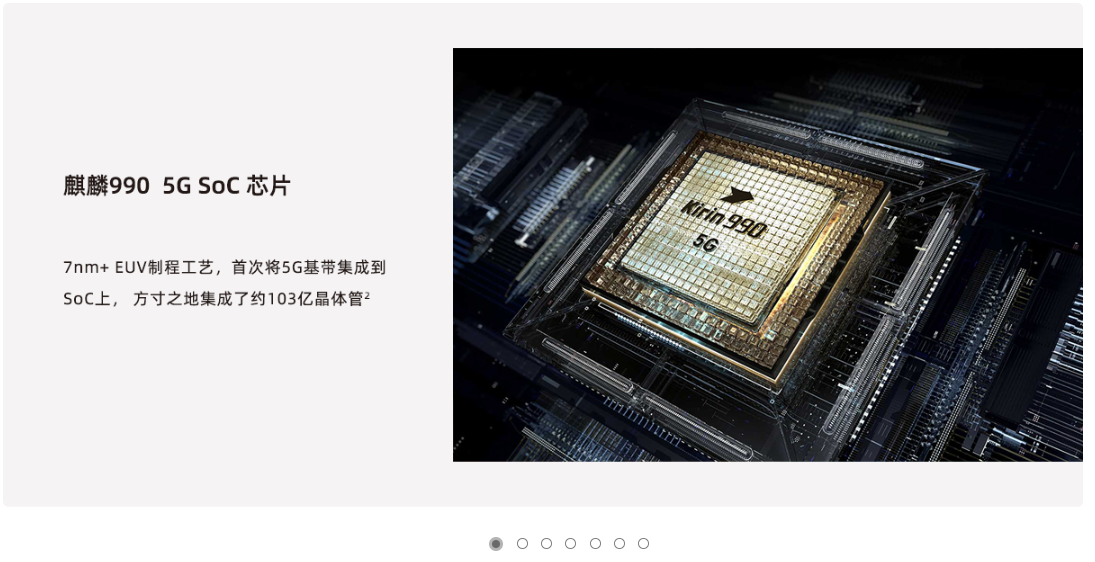 麒麟990 5G SoC 芯片
7nm+ EUV制程工艺，首次将5G基带集成到
SoC上， 方寸之地集成了约103亿晶体管²
Kirin 990
5G